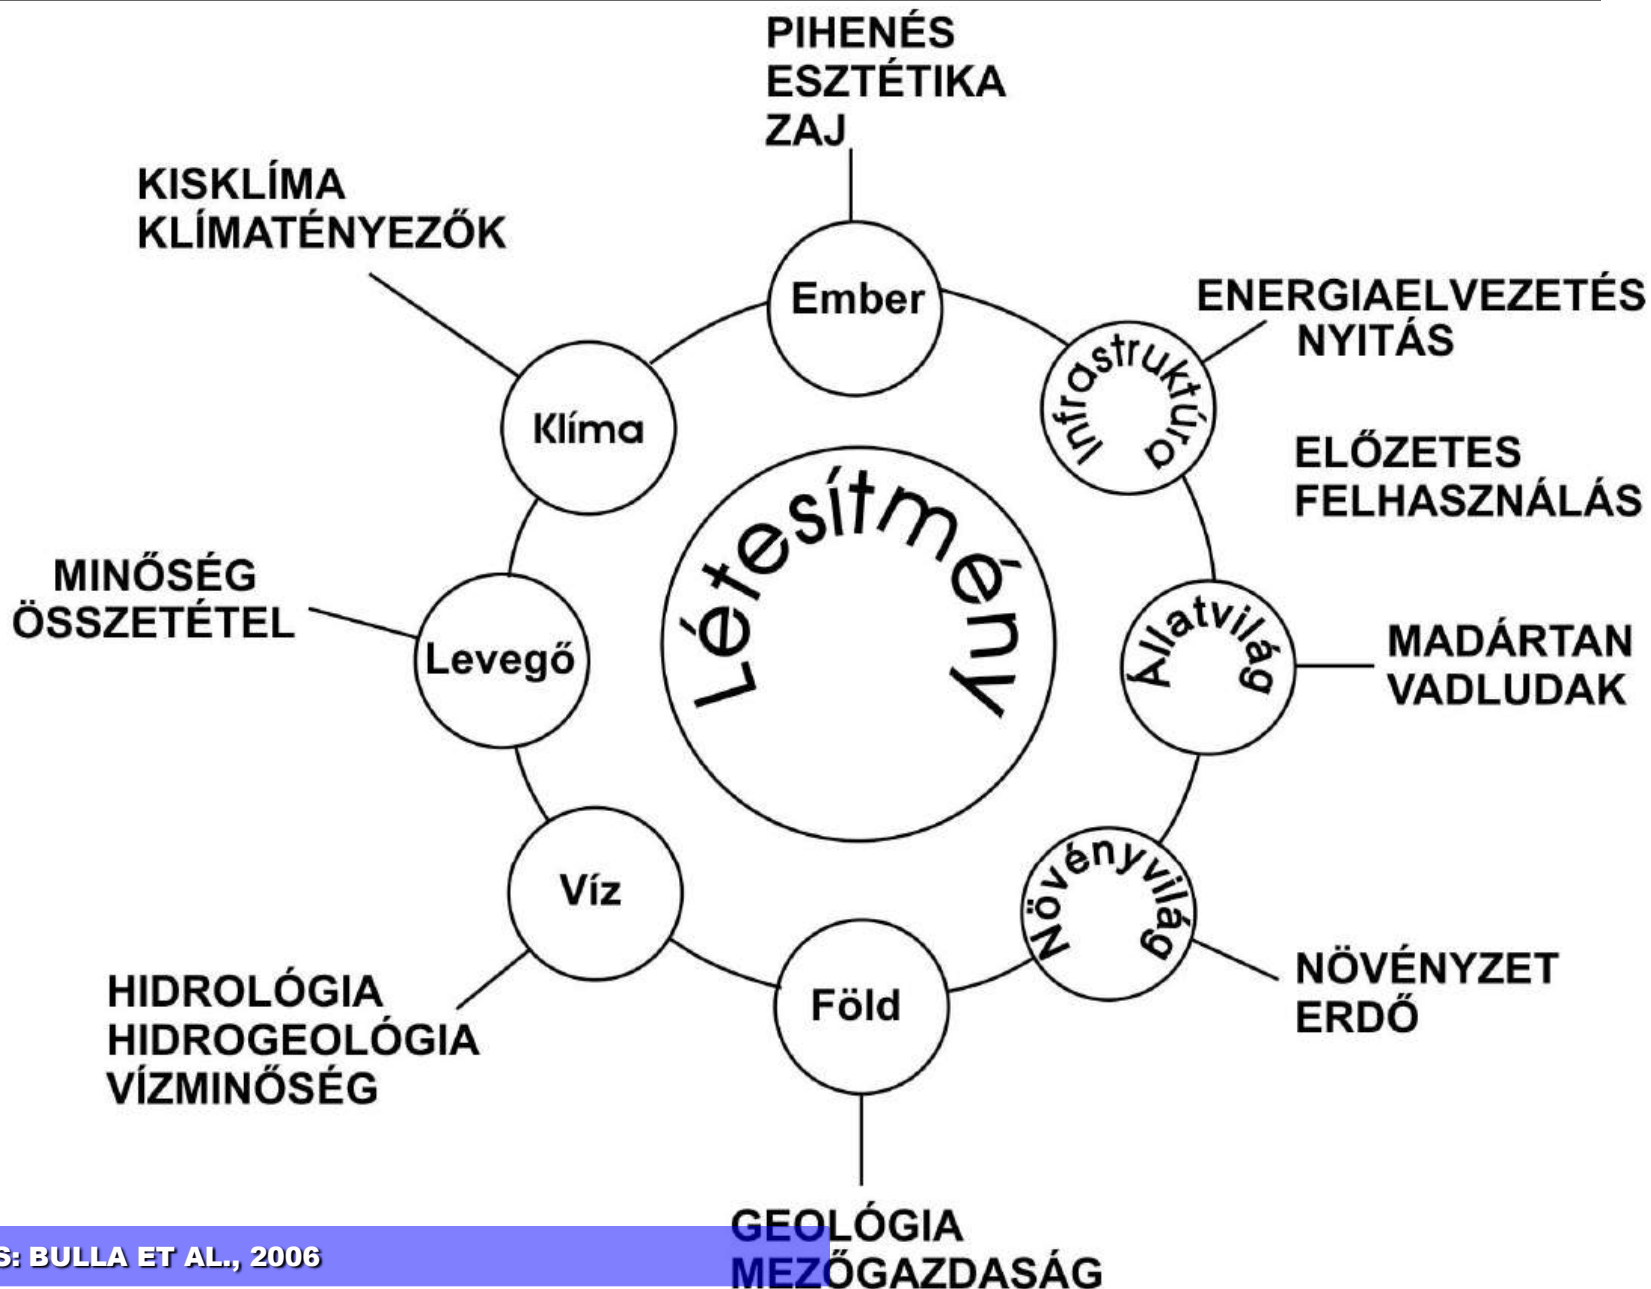 PIHENÉS
ESZTÉTIKA
ZAJ
KISKLÍMA
KLÍMATÉNYEZŐK
Ember
ENERGIAELVEZETÉS
NYITÁS
Infrastruktúra
Klíma
ELŐZETES
FELHASZNÁLÁS
Létesítmény
MINŐSÉG
ÖSSZETÉTEL
Levegő
Állatvilág
MADÁRTAN
VADLUDAK
Víz
Növényvilág
HIDROLÓGIA
HIDROGEOLÓGIA
VÍZMINŐSÉG
Föld
NÖVÉNYZET
ERDŐ
GEOLÓGIA
MEZŐGAZDASÁG
S: BULLA ET AL., 2006